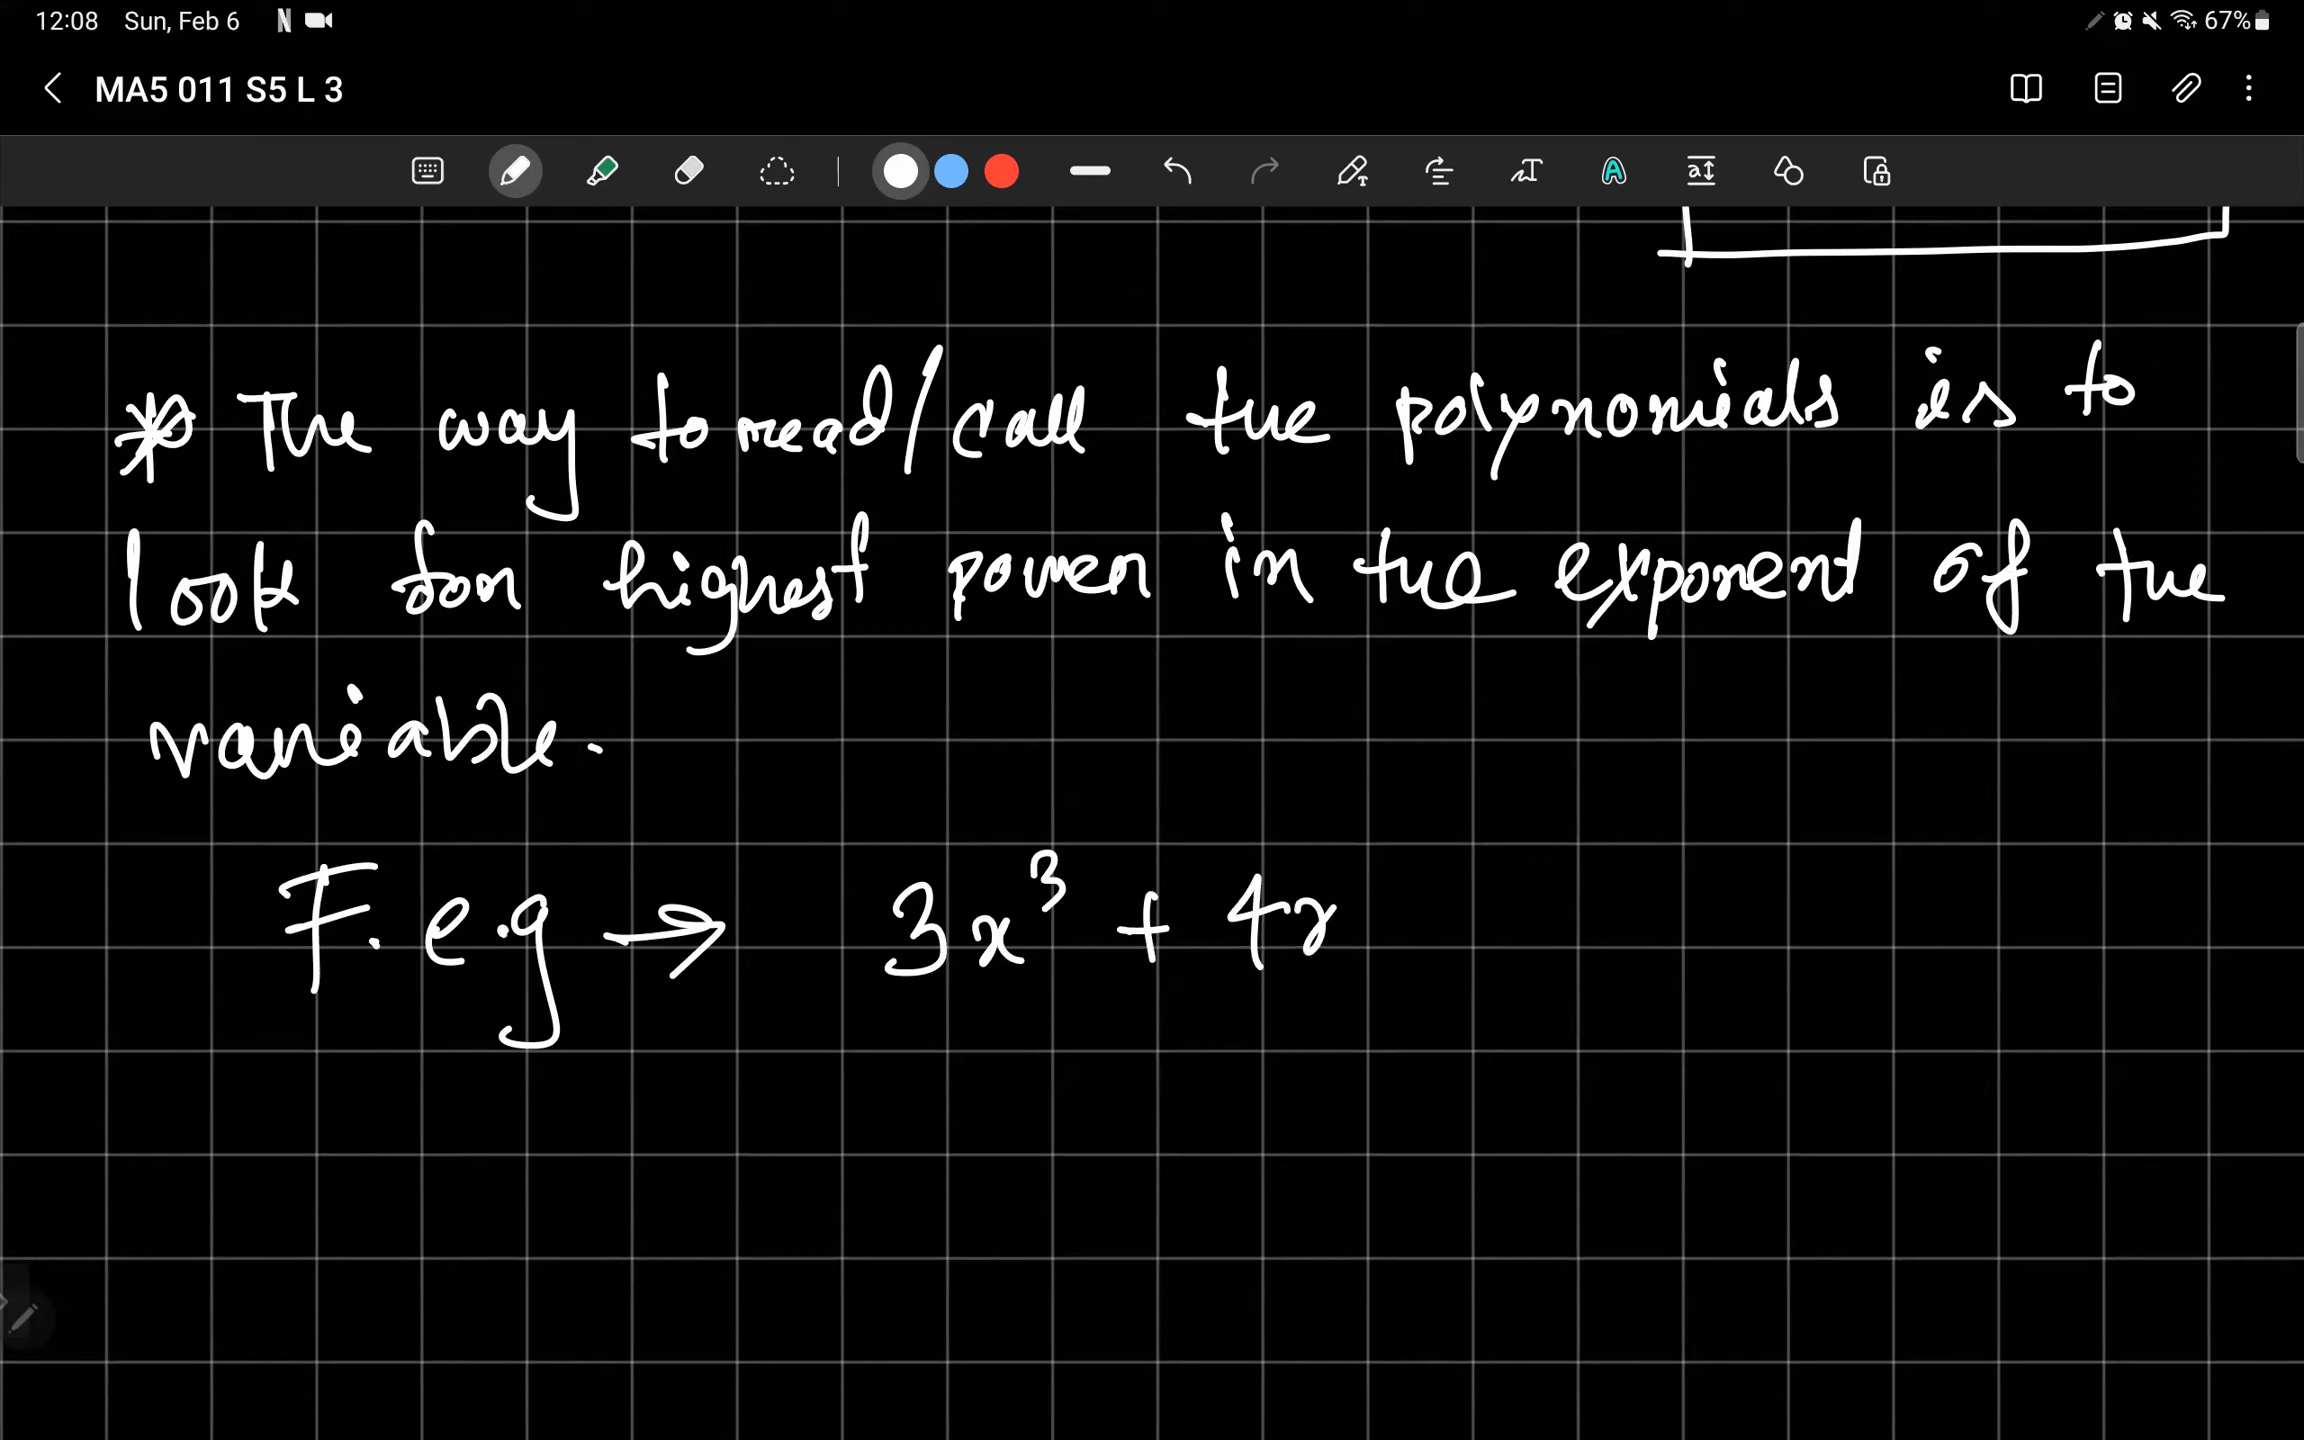 12:08 Sun, Feb 6 N 67%
MA5 011 S5 L 3
* The way to read/call the polynomials is to
look for highest power in the exponent of the
variable.
F. e.g → 3x³ + 4x